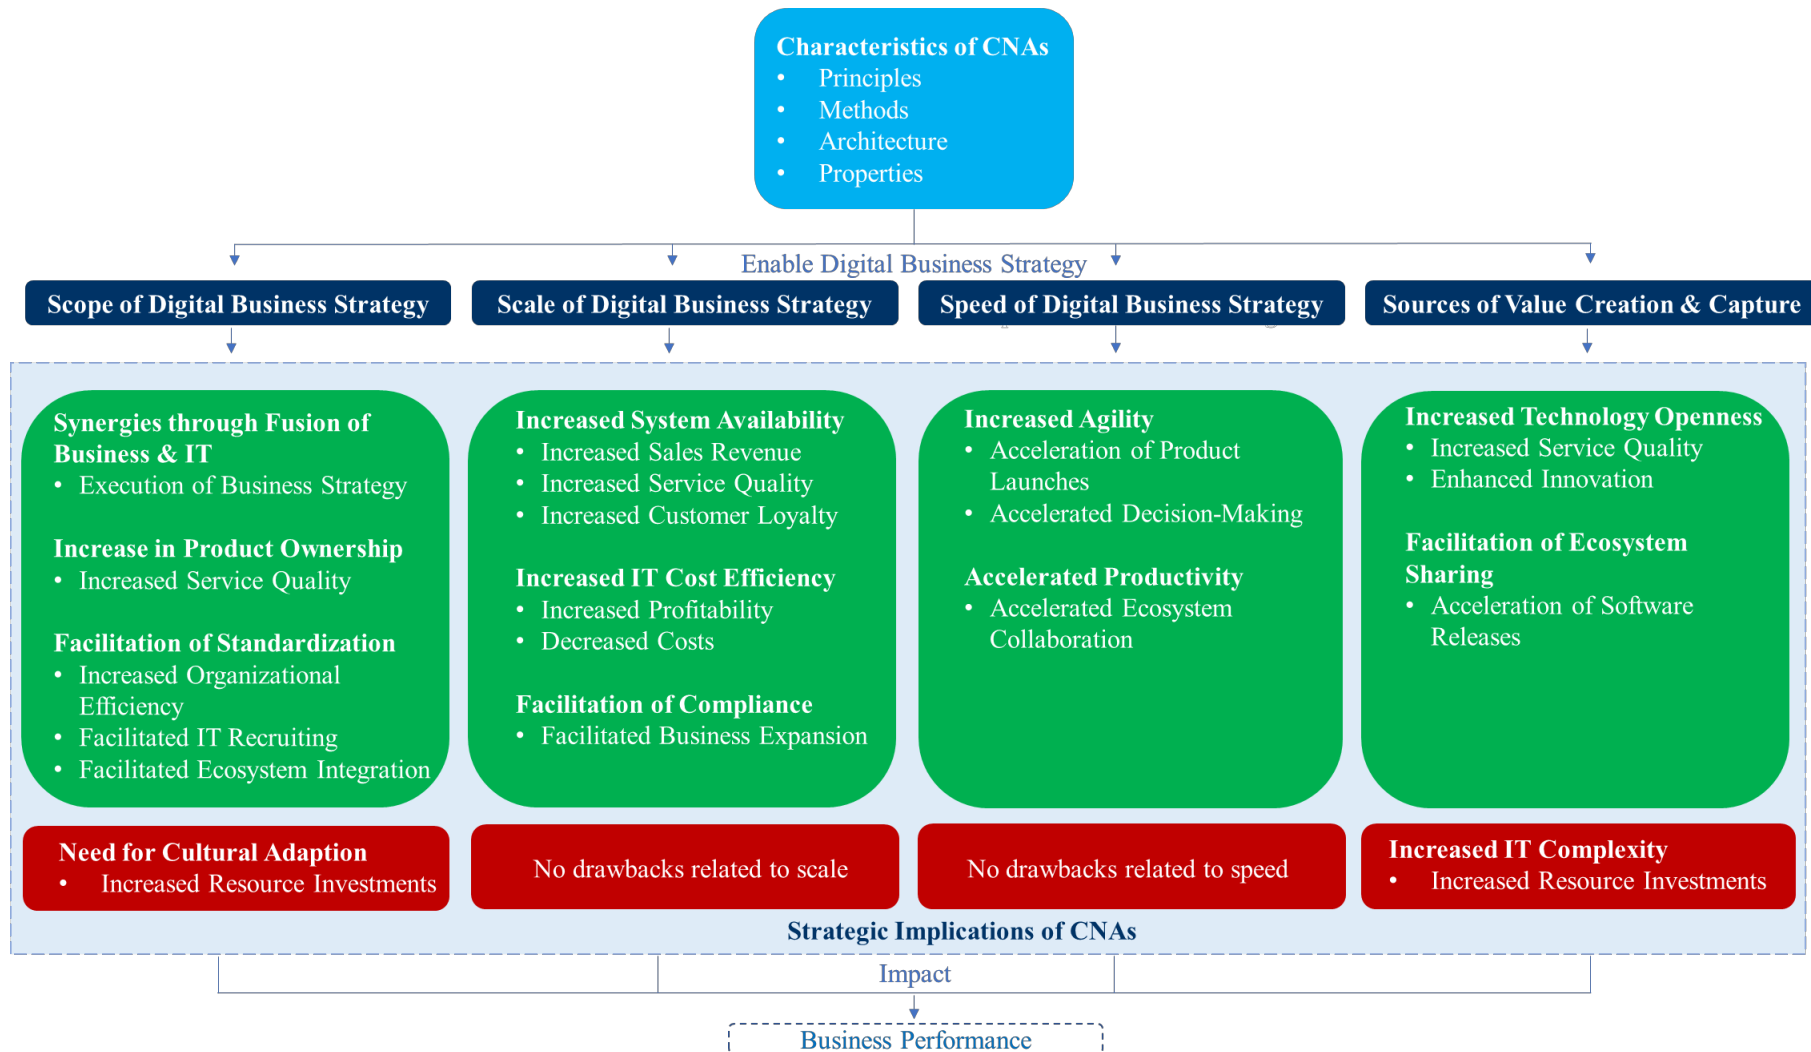 Characteristics of CNAs
• Principles
• Methods
• Architecture
• Properties
Enable Digital Business Strategy
Scope of Digital Business Strategy
Scale of Digital Business Strategy
Speed of Digital Business Strategy
Sources of Value Creation & Capture
Synergies through Fusion of
Business & IT
• Execution of Business Strategy
Increase in Product Ownership
• Increased Service Quality
Facilitation of Standardization
• Increased Organizational
Efficiency
• Facilitated IT Recruiting
• Facilitated Ecosystem Integration
Increased System Availability
• Increased Sales Revenue
• Increased Service Quality
• Increased Customer Loyalty
Increased IT Cost Efficiency
• Increased Profitability
• Decreased Costs
Facilitation of Compliance
• Facilitated Business Expansion
Increased Agility
• Acceleration of Product
Launches
• Accelerated Decision-Making
Accelerated Productivity
• Accelerated Ecosystem
Collaboration
Increased Technology Openness
• Increased Service Quality
• Enhanced Innovation
Facilitation of Ecosystem
Sharing
• Acceleration of Software
Releases
Need for Cultural Adaption
• Increased Resource Investments
No drawbacks related to scale
No drawbacks related to speed
Increased IT Complexity
• Increased Resource Investments
Strategic Implications of CNAs
Impact
Business Performance